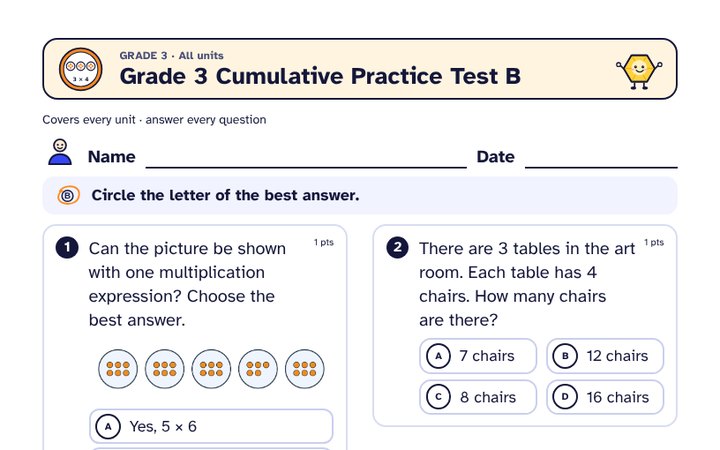 3 × 4
GRADE 3 · All units
Grade 3 Cumulative Practice Test B
Covers every unit · answer every question
Name
Date
B
Circle the letter of the best answer.
1
Can the picture be shown
1 pts
with one multiplication
expression? Choose the
best answer.
A
Yes, 5 × 6
2
There are 3 tables in the art
1 pts
room. Each table has 4
chairs. How many chairs
are there?
A 7 chairs
B 12 chairs
C 8 chairs
D 16 chairs